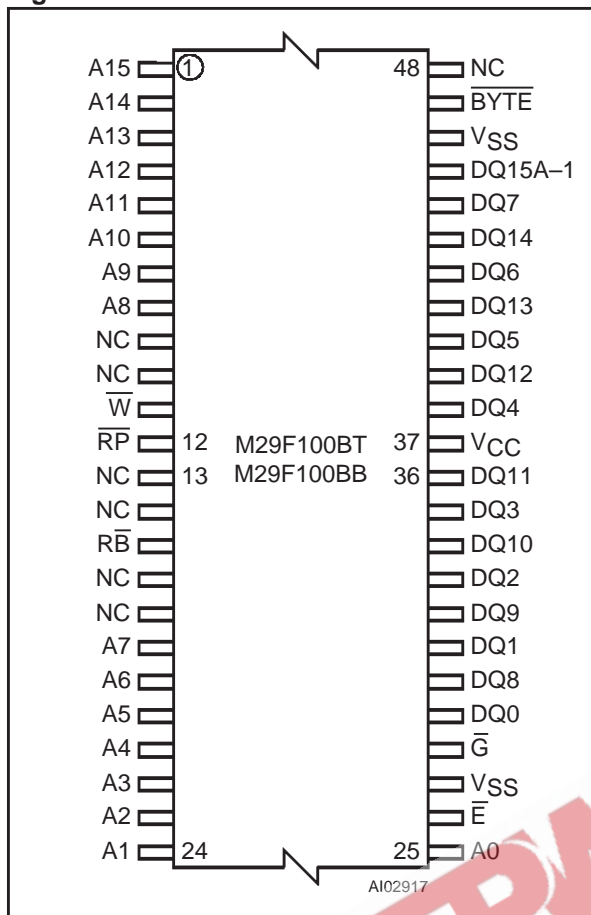 A15 1 48 NC
A14 B̅Y̅T̅E̅
A13 VSS
A12 DQ15A–1
A11 DQ7
A10 DQ14
A9 DQ6
A8 DQ13
NC DQ5
NC DQ12
W̅ DQ4
R̅P̅ 12 M29F100BT 37 VCC
NC 13 M29F100BB 36 DQ11
NC DQ3
RB̅ DQ10
NC DQ2
NC DQ9
A7 DQ1
A6 DQ8
A5 DQ0
A4 G̅
A3 VSS
A2 E̅
A1 24 25 A0
AI02917